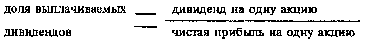 доля выплачиваемых дивидендов = дивиденд на одну акцию
чистая прибыль на одну акцию